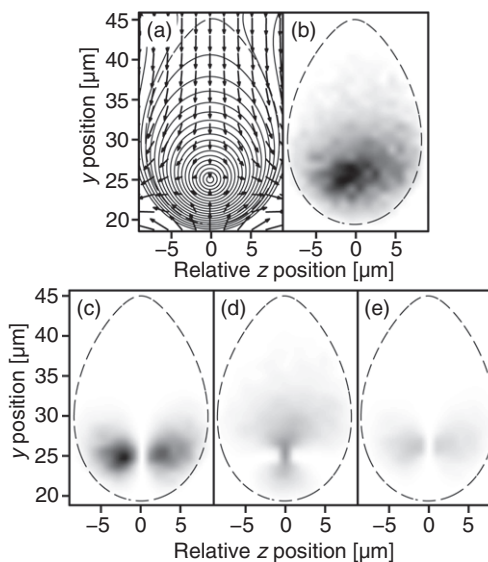 (a) (b)
45
40
35
30
25
20
y position [µm]
−5 0 5 −5 0 5
Relative z position [µm]
(c) (d) (e)
45
40
35
30
25
20
y position [µm]
−5 0 5 −5 0 5 −5 0 5
Relative z position [µm]